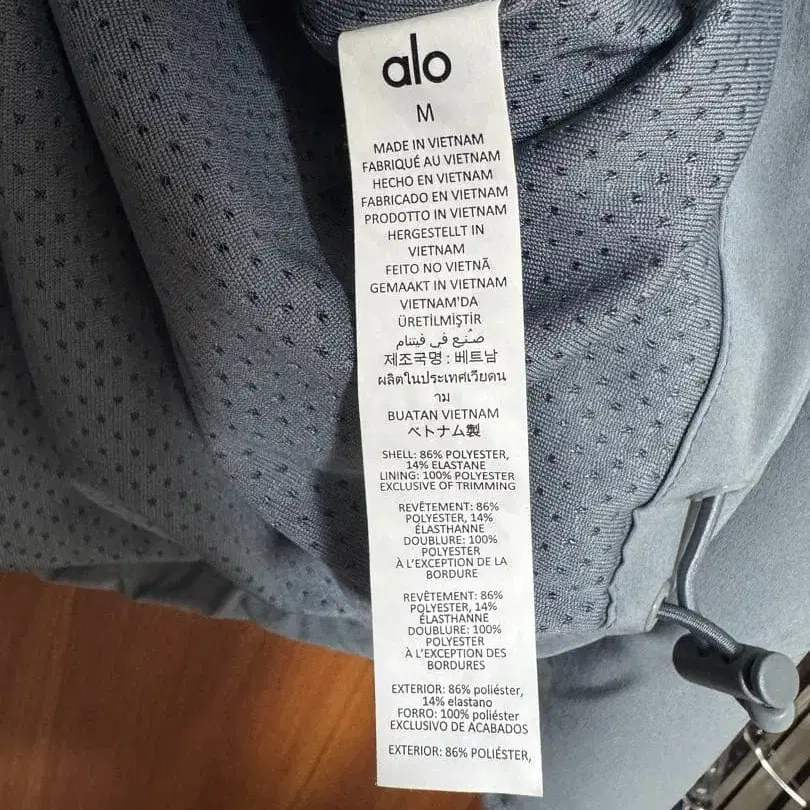 alo
M
MADE IN VIETNAM
FABRIQUÉ AU VIETNAM
HECHO EN VIETNAM
FABRICADO EN VIETNAM
PRODOTTO IN VIETNAM
HERGESTELLT IN
VIETNAM
FEITO NO VIETNÃ
GEMAAKT IN VIETNAM
VIETNAM'DA
ÜRETİLMİŞTİR
صُنع في فيتنام
제조국명 : 베트남
ผลิตในประเทศเวียดน
าม
BUATAN VIETNAM
ベトナム製
SHELL: 86% POLYESTER,
14% ELASTANE
LINING: 100% POLYESTER
EXCLUSIVE OF TRIMMING
REVÊTEMENT: 86%
POLYESTER, 14%
ÉLASTHANNE
DOUBLURE: 100%
POLYESTER
À L'EXCEPTION DE LA
BORDURE
REVÊTEMENT: 86%
POLYESTER, 14%
ÉLASTHANNE
DOUBLURE: 100%
POLYESTER
À L'EXCEPTION DES
BORDURES
EXTERIOR: 86% poliéster,
14% elastano
FORRO: 100% poliéster
EXCLUSIVO DE ACABADOS
EXTERIOR: 86% POLIÉSTER,